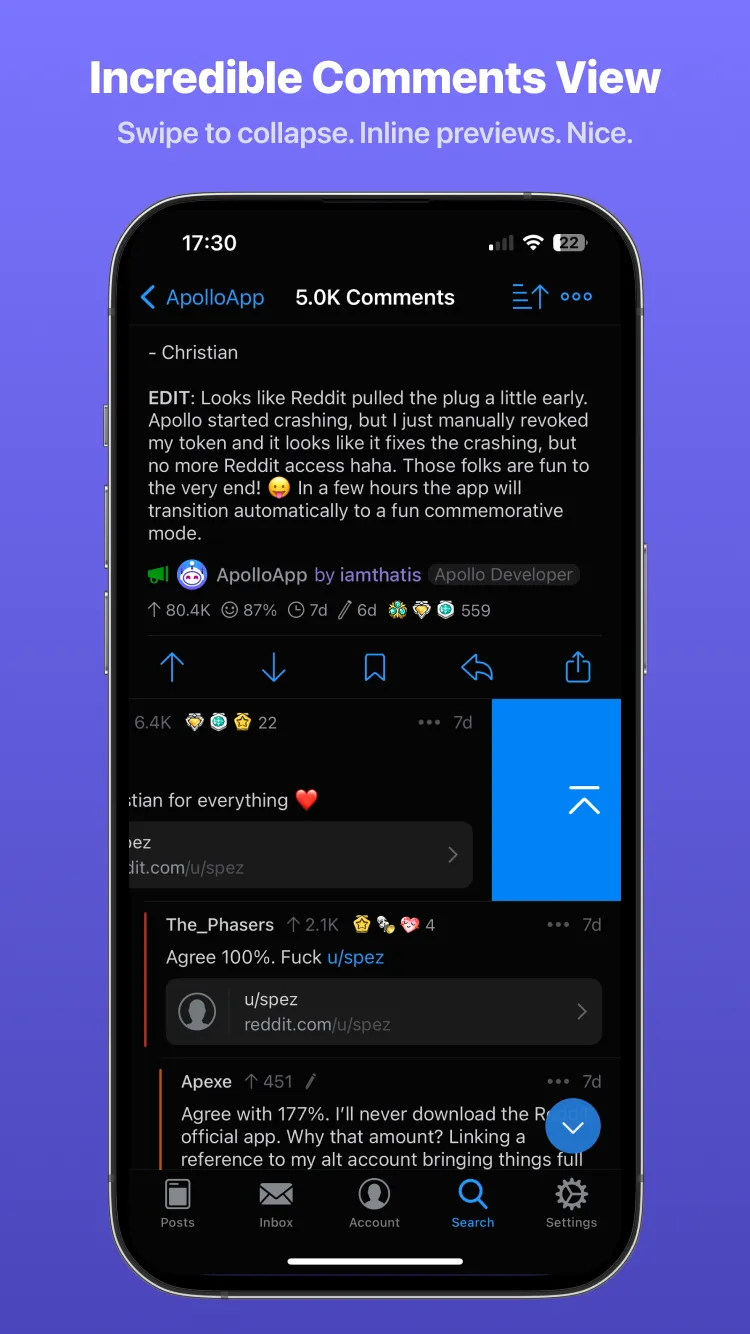 Incredible Comments View
Swipe to collapse. Inline previews. Nice.
17:30
22
ApolloApp 5.0K Comments
- Christian
EDIT: Looks like Reddit pulled the plug a little early.
Apollo started crashing, but I just manually revoked
my token and it looks like it fixes the crashing, but
no more Reddit access haha. Those folks are fun to
the very end! 😛 In a few hours the app will
transition automatically to a fun commemorative
mode.
ApolloApp by iamthatis Apollo Developer
80.4K 87% 7d 6d 559
6.4K 22 ••• 7d
stian for everything ❤️
pez
dit.com/u/spez
The_Phasers 2.1K 4 ••• 7d
Agree 100%. Fuck u/spez
u/spez
reddit.com/u/spez
Apexe 451 ••• 7d
Agree with 177%. I’ll never download the Reddit
official app. Why that amount? Linking a
reference to my alt account bringing things full
Posts Inbox Account Search Settings